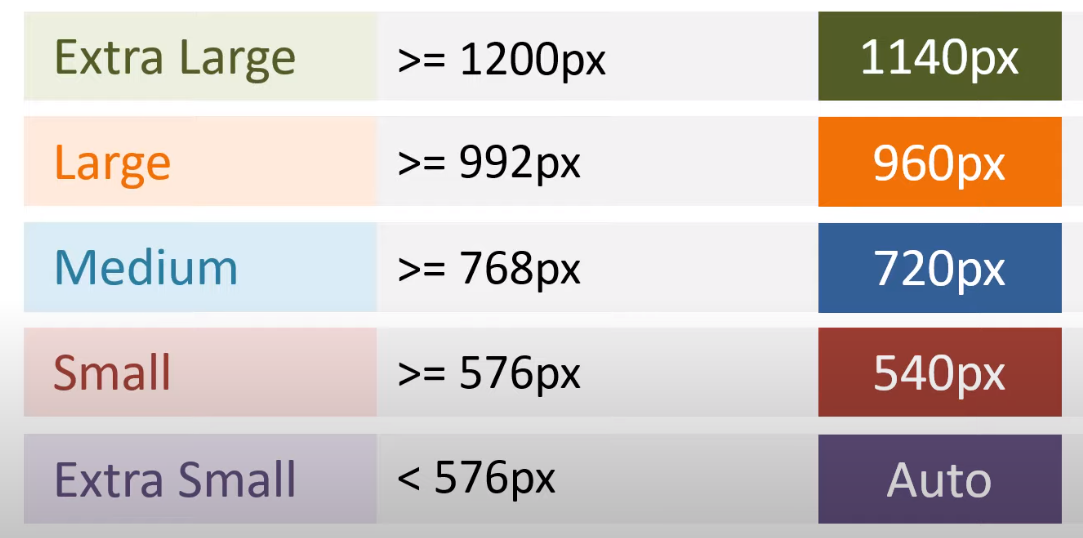 Extra Large >= 1200px 1140px
Large >= 992px 960px
Medium >= 768px 720px
Small >= 576px 540px
Extra Small < 576px Auto